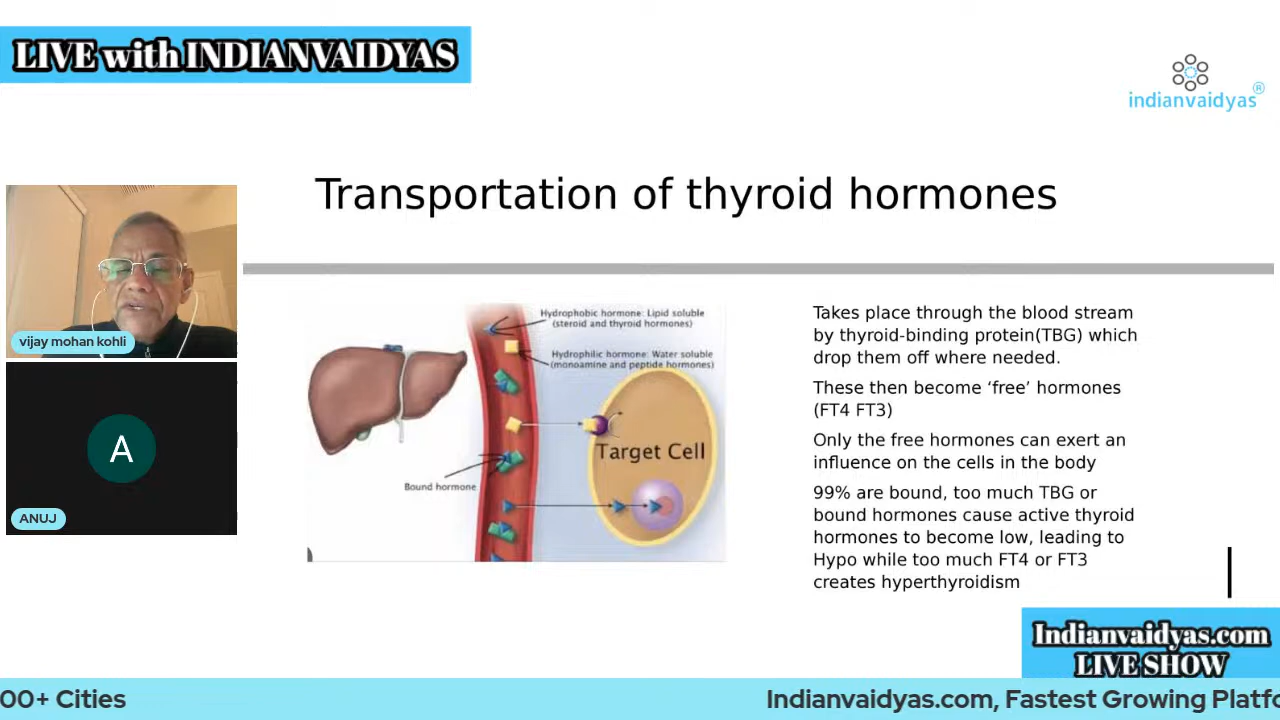 LIVE with INDIANVAIDYAS
indianvaidyas®
Transportation of thyroid hormones
vijay mohan kohli
A
ANUJ
Hydrophobic hormone: Lipid soluble
(steroid and thyroid hormones)
Hydrophilic hormone: Water soluble
(monoamine and peptide hormones)
Target Cell
Bound hormone
Takes place through the blood stream
by thyroid-binding protein(TBG) which
drop them off where needed.
These then become ‘free’ hormones
(FT4 FT3)
Only the free hormones can exert an
influence on the cells in the body
99% are bound, too much TBG or
bound hormones cause active thyroid
hormones to become low, leading to
Hypo while too much FT4 or FT3
creates hyperthyroidism
Indianvaidyas.com
LIVE SHOW
00+ Cities
Indianvaidyas.com, Fastest Growing Platfo